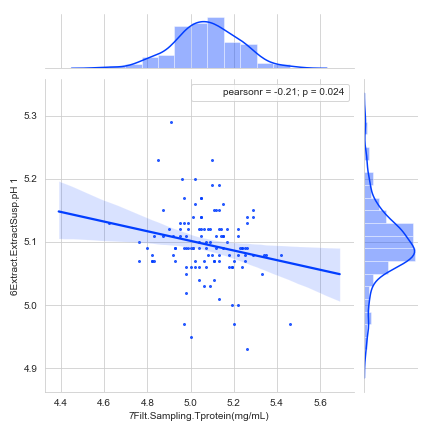 pearsonr = -0.21; p = 0.024
6Extract.ExtractSusp.pH 1
5.3
5.2
5.1
5.0
4.9
4.4 4.6 4.8 5.0 5.2 5.4 5.6
7Filt.Sampling.Tprotein(mg/mL)